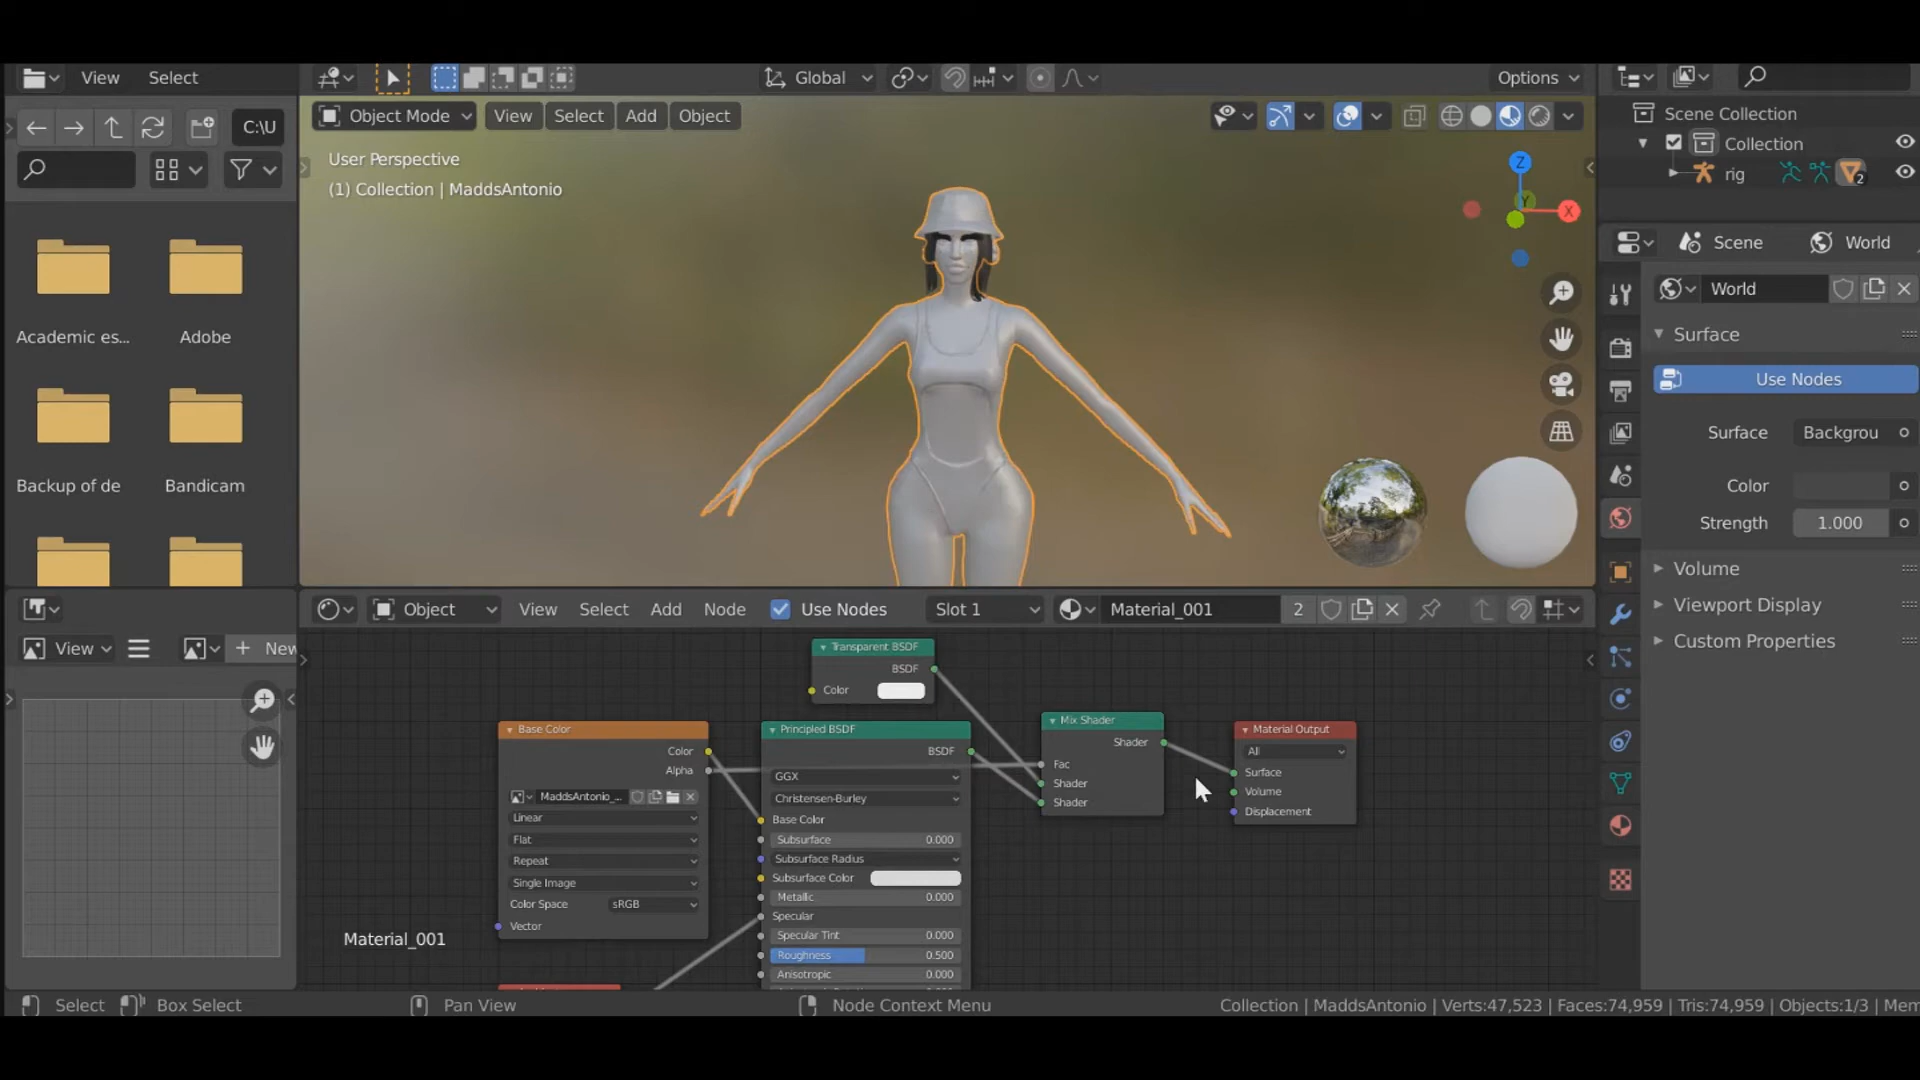 View Select
Global
Options
C:\U
Object Mode View Select Add Object
User Perspective
(1) Collection | MaddsAntonio
Z
Y
X
Scene Collection
Collection
rig
2
Scene World
World
Surface
Use Nodes
Surface Backgrou
Color
Strength 1.000
Volume
Viewport Display
Custom Properties
Academic es... Adobe
Backup of de Bandicam
View New
Object View Select Add Node Use Nodes Slot 1 Material_001 2
Transparent BSDF
BSDF
Color
Base Color
Color
Alpha
MaddsAntonio_...
Linear
Flat
Repeat
Single Image
Color Space sRGB
Vector
Principled BSDF
BSDF
GGX
Christensen-Burley
Base Color
Subsurface 0.000
Subsurface Radius
Subsurface Color
Metallic 0.000
Specular
Specular Tint 0.000
Roughness 0.500
Anisotropic 0.000
Mix Shader
Shader
Fac
Shader
Shader
Material Output
All
Surface
Volume
Displacement
Material_001
Select Box Select Pan View Node Context Menu Collection | MaddsAntonio | Verts:47,523 | Faces:74,959 | Tris:74,959 | Objects:1/3 | Mem